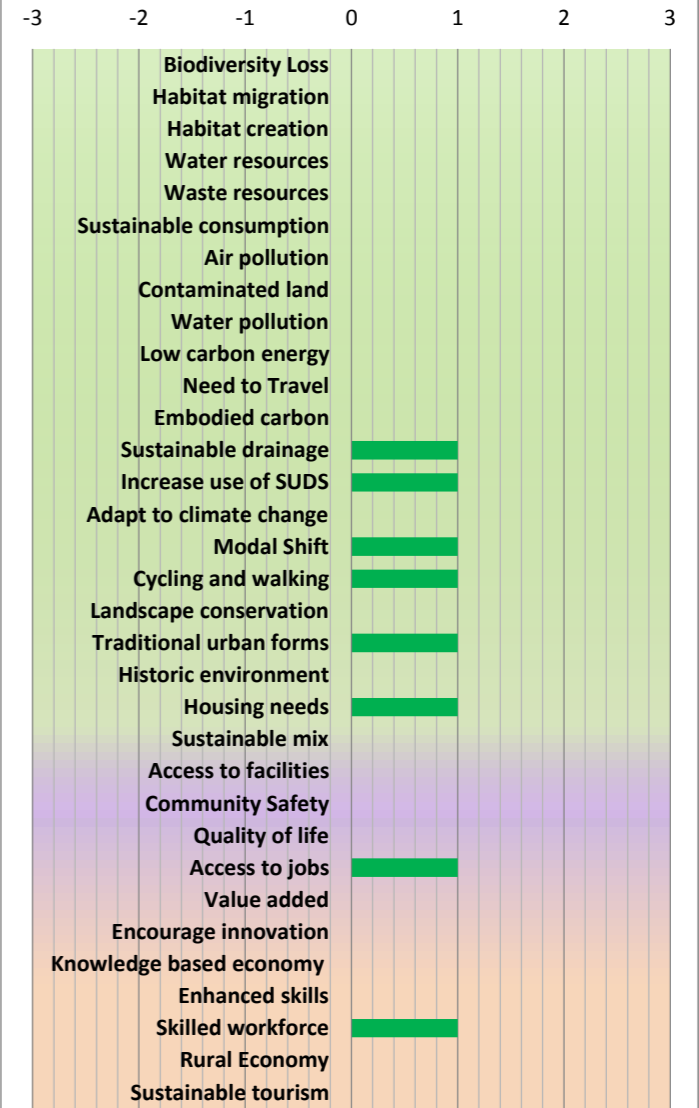 -3 -2 -1 0 1 2 3
Biodiversity Loss
Habitat migration
Habitat creation
Water resources
Waste resources
Sustainable consumption
Air pollution
Contaminated land
Water pollution
Low carbon energy
Need to Travel
Embodied carbon
Sustainable drainage
Increase use of SUDS
Adapt to climate change
Modal Shift
Cycling and walking
Landscape conservation
Traditional urban forms
Historic environment
Housing needs
Sustainable mix
Access to facilities
Community Safety
Quality of life
Access to jobs
Value added
Encourage innovation
Knowledge based economy
Enhanced skills
Skilled workforce
Rural Economy
Sustainable tourism